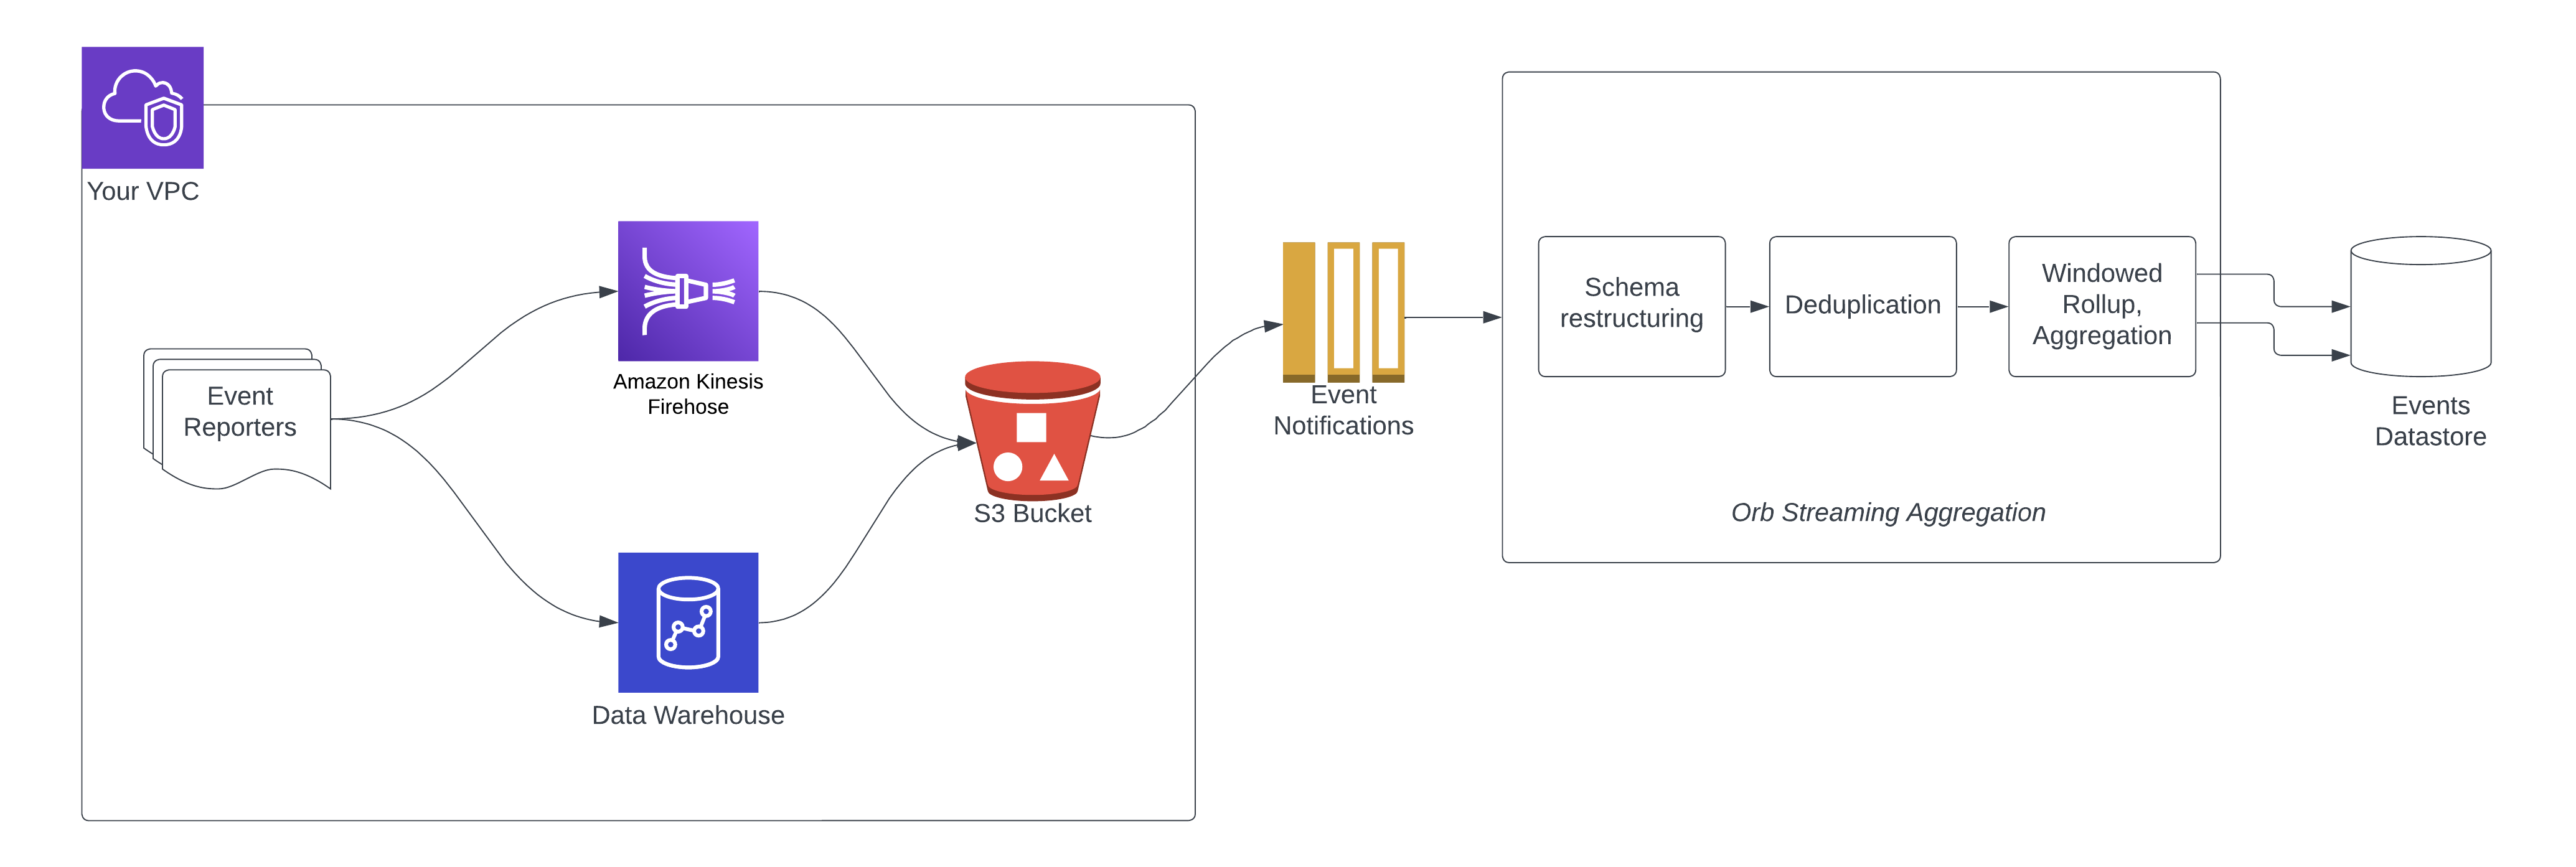 Your VPC
Event
Reporters
Amazon Kinesis
Firehose
Data Warehouse
S3 Bucket
Event
Notifications
Schema
restructuring
Deduplication
Windowed
Rollup,
Aggregation
Orb Streaming Aggregation
Events
Datastore